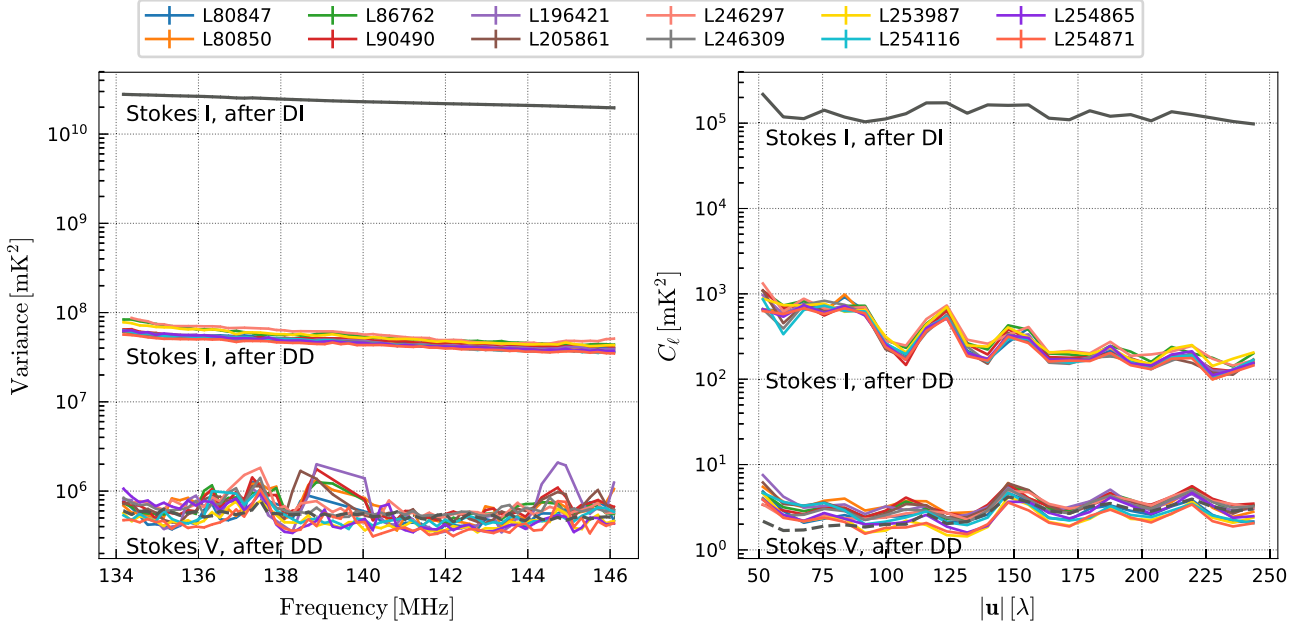 L80847 L86762 L196421 L246297 L253987 L254865
L80850 L90490 L205861 L246309 L254116 L254871
Variance [mK²]
10¹⁰
10⁹
10⁸
10⁷
10⁶
Stokes I, after DI
Stokes I, after DD
Stokes V, after DD
134 136 138 140 142 144 146
Frequency [MHz]
C_ℓ [mK²]
10⁵
10⁴
10³
10²
10¹
10⁰
Stokes I, after DI
Stokes I, after DD
Stokes V, after DD
50 75 100 125 150 175 200 225 250
|u| [λ]